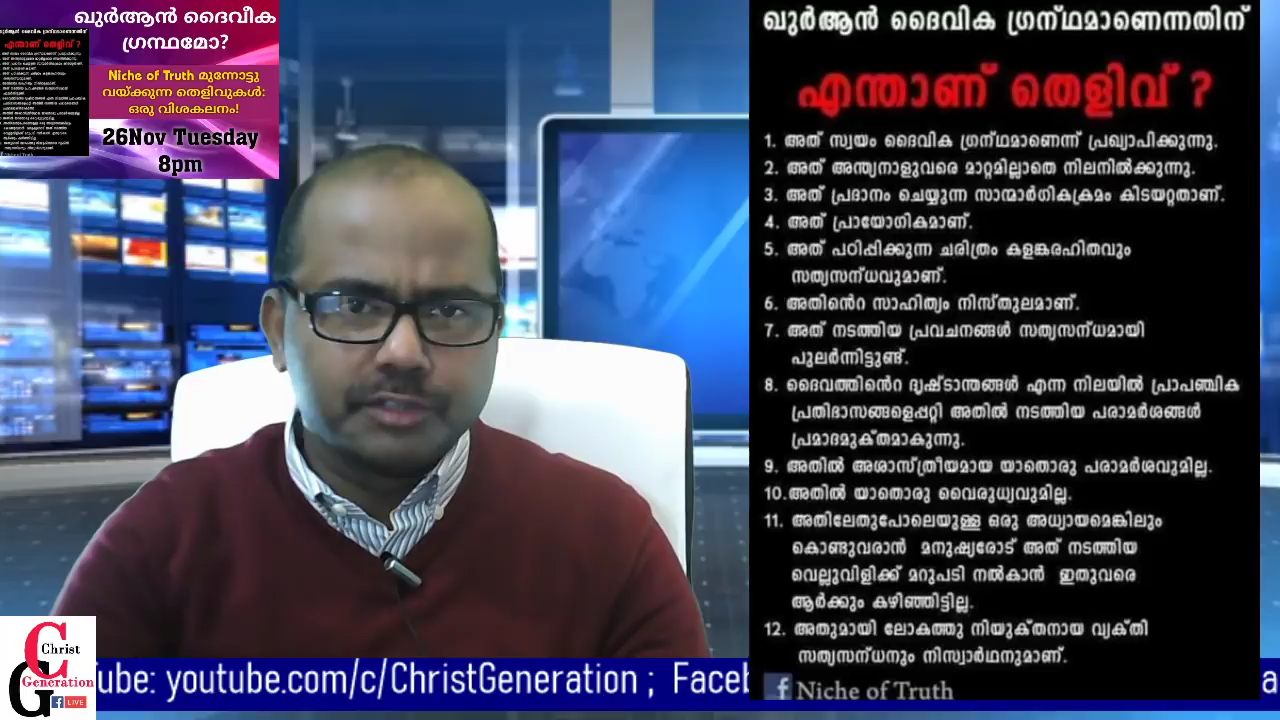 ഖുർആൻ ദൈവീക
ഗ്രന്ഥമോ?
Niche of Truth മുന്നോട്ടു
വയ്ക്കുന്ന തെളിവുകൾ:
ഒരു വിശകലനം!
26Nov Tuesday
8pm
ഖുർആൻ ദൈവിക ഗ്രന്ഥമാണെന്നതിന്
എന്താണ് തെളിവ് ?
1. അത് സ്വയം ദൈവിക ഗ്രന്ഥമാണെന്ന് പ്രഖ്യാപിക്കുന്നു.
2. അത് അന്ത്യനാളുവരെ മാറ്റമില്ലാതെ നിലനിൽക്കുന്നു.
3. അത് പ്രദാനം ചെയ്യുന്ന സാന്മാർഗികക്രമം കിടയറ്റതാണ്.
4. അത് പ്രായോഗികമാണ്.
5. അത് പഠിപ്പിക്കുന്ന ചരിത്രം കളങ്കരഹിതവും
സത്യസന്ധവുമാണ്.
6. അതിന്റെ സാഹിത്യം നിസ്തുലമാണ്.
7. അത് നടത്തിയ പ്രവചനങ്ങൾ സത്യസന്ധമായി
പുലർന്നിട്ടുണ്ട്.
8. ദൈവത്തിന്റെ ദൃഷ്ടാന്തങ്ങൾ എന്ന നിലയിൽ പ്രാപഞ്ചിക
പ്രതിദാസങ്ങളെപ്പറ്റി അതിൽ നടത്തിയ പരാമർശങ്ങൾ
പ്രമാദമുക്തമാകുന്നു.
9. അതിൽ അശാസ്ത്രീയമായ യാതൊരു പരാമർശവുമില്ല.
10.അതിൽ യാതൊരു വൈരുധ്യവുമില്ല.
11. അതിലേതുപോലെയുള്ള ഒരു അധ്യായമെങ്കിലും
കൊണ്ടുവരാൻ മനുഷ്യരോട് അത് നടത്തിയ
വെല്ലുവിളിക്ക് മറുപടി നൽകാൻ ഇതുവരെ
ആർക്കും കഴിഞ്ഞിട്ടില്ല.
12. അതുമായി ലോകത്തു നിയുക്തനായ വ്യക്തി
സത്യസന്ധനും നിസ്വാർഥനുമാണ്.
f Niche of Truth
C Christ
Generation
G f LIVE
ube: youtube.com/c/ChristGeneration ; Faceb